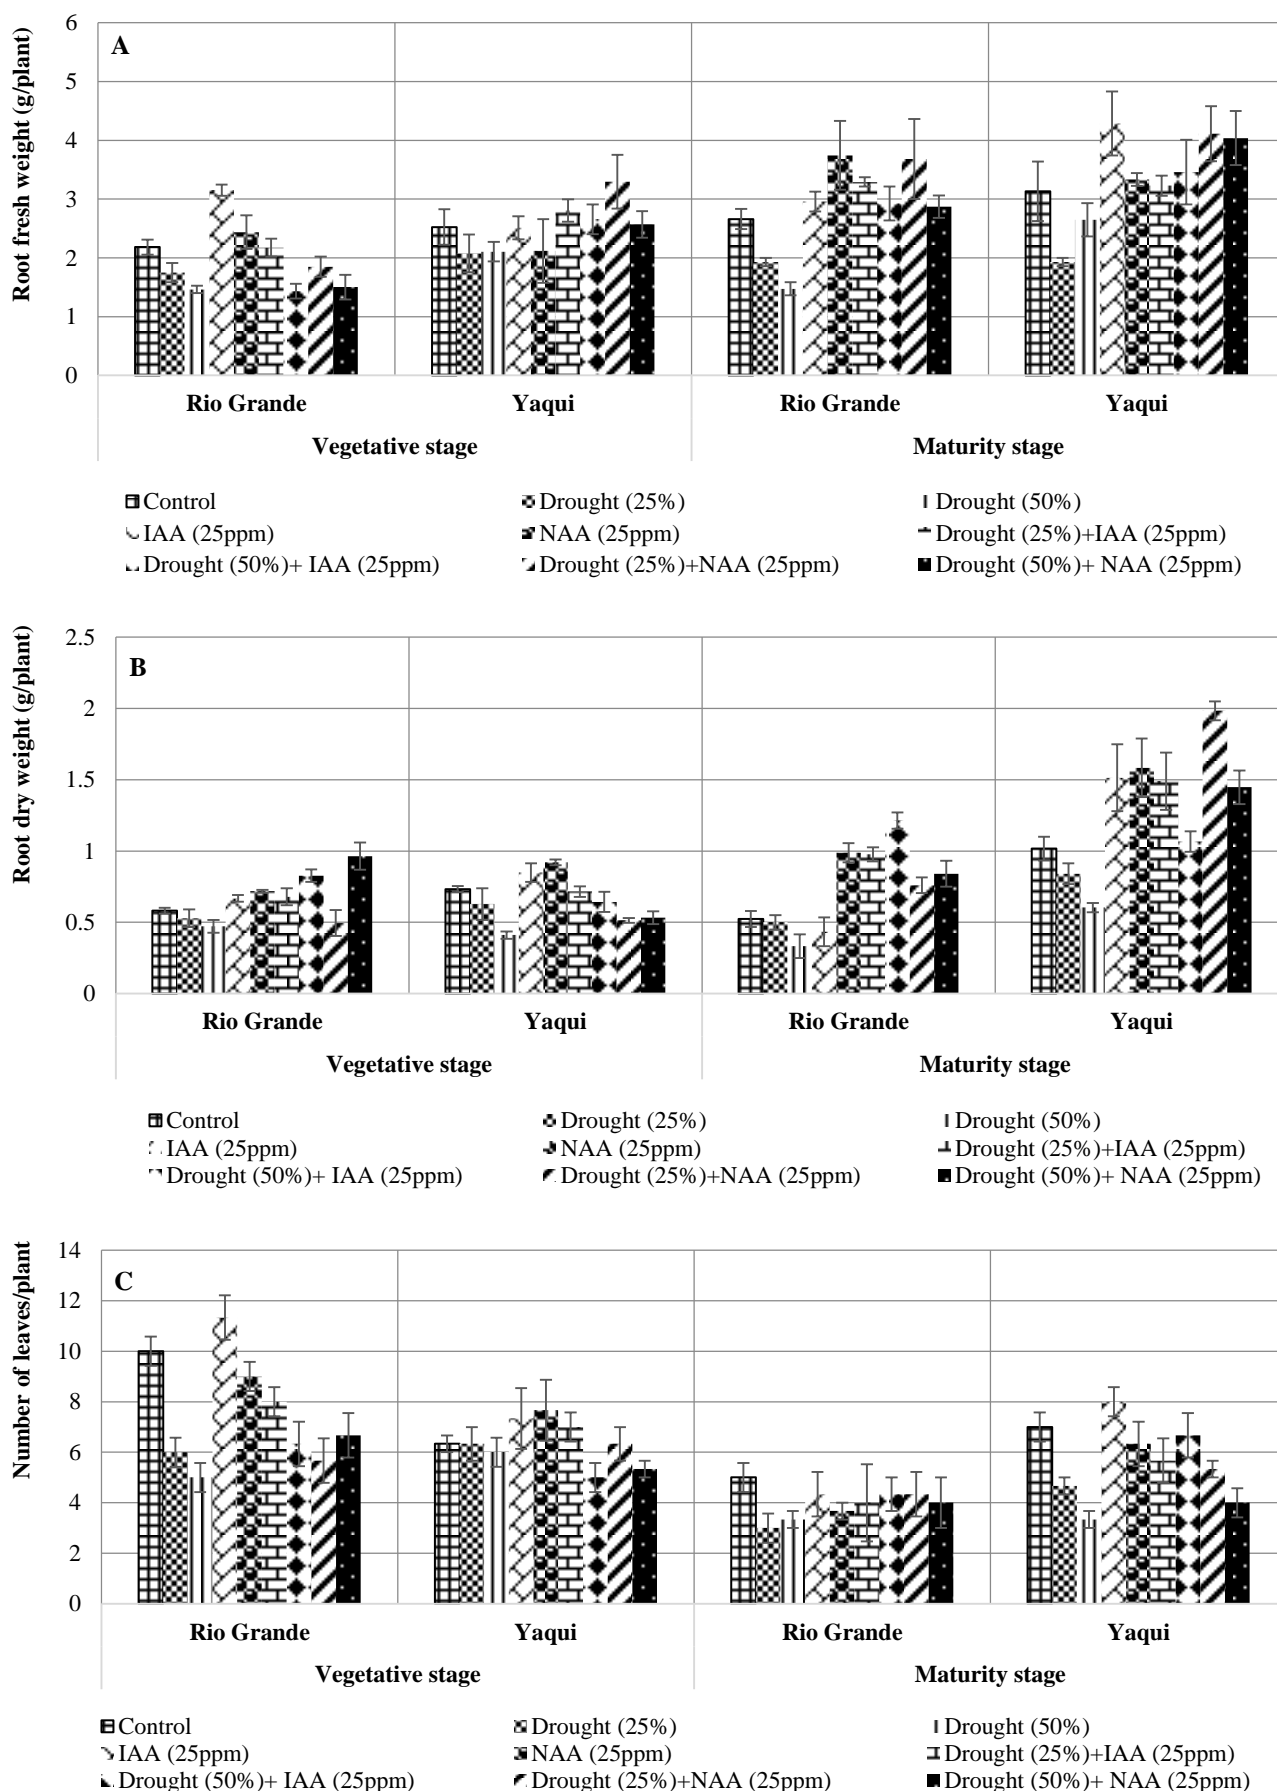 A
Root fresh weight (g/plant)
6
5
4
3
2
1
0
Rio Grande Yaqui Rio Grande Yaqui
Vegetative stage Maturity stage
Control Drought (25%) Drought (50%)
IAA (25ppm) NAA (25ppm) Drought (25%)+IAA (25ppm)
Drought (50%)+ IAA (25ppm) Drought (25%)+NAA (25ppm) Drought (50%)+ NAA (25ppm)
B
Root dry weight (g/plant)
2.5
2
1.5
1
0.5
0
Rio Grande Yaqui Rio Grande Yaqui
Vegetative stage Maturity stage
Control Drought (25%) Drought (50%)
IAA (25ppm) NAA (25ppm) Drought (25%)+IAA (25ppm)
Drought (50%)+ IAA (25ppm) Drought (25%)+NAA (25ppm) Drought (50%)+ NAA (25ppm)
C
Number of leaves/plant
14
12
10
8
6
4
2
0
Rio Grande Yaqui Rio Grande Yaqui
Vegetative stage Maturity stage
Control Drought (25%) Drought (50%)
IAA (25ppm) NAA (25ppm) Drought (25%)+IAA (25ppm)
Drought (50%)+ IAA (25ppm) Drought (25%)+NAA (25ppm) Drought (50%)+ NAA (25ppm)